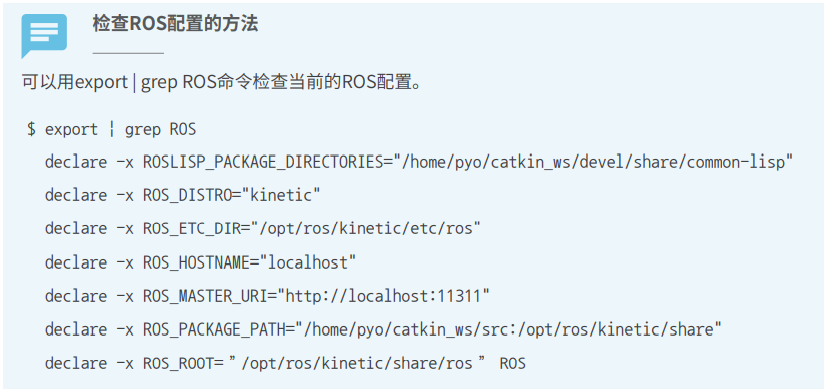 检查ROS配置的方法
可以用export | grep ROS命令检查当前的ROS配置。
$ export ¦ grep ROS
declare -x ROSLISP_PACKAGE_DIRECTORIES="/home/pyo/catkin_ws/devel/share/common-lisp"
declare -x ROS_DISTRO="kinetic"
declare -x ROS_ETC_DIR="/opt/ros/kinetic/etc/ros"
declare -x ROS_HOSTNAME="localhost"
declare -x ROS_MASTER_URI="http://localhost:11311"
declare -x ROS_PACKAGE_PATH="/home/pyo/catkin_ws/src:/opt/ros/kinetic/share"
declare -x ROS_ROOT= ”/opt/ros/kinetic/share/ros ” ROS